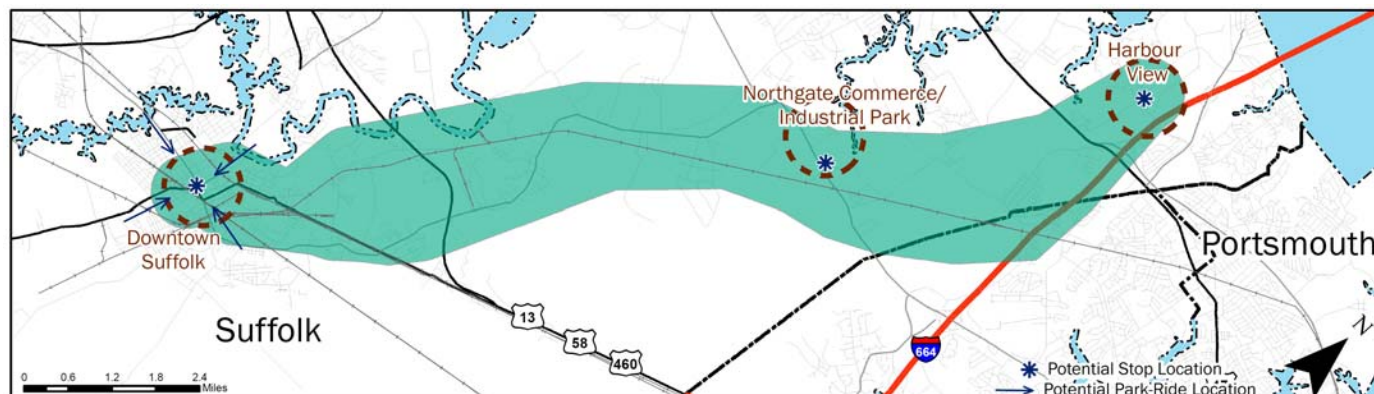 Harbour
View
Northgate Commerce/
Industrial Park
Downtown
Suffolk
Portsmouth
Suffolk
13
58
460
664
N
0 0.6 1.2 1.8 2.4
Miles
Potential Stop Location
Potential Park-Ride Location